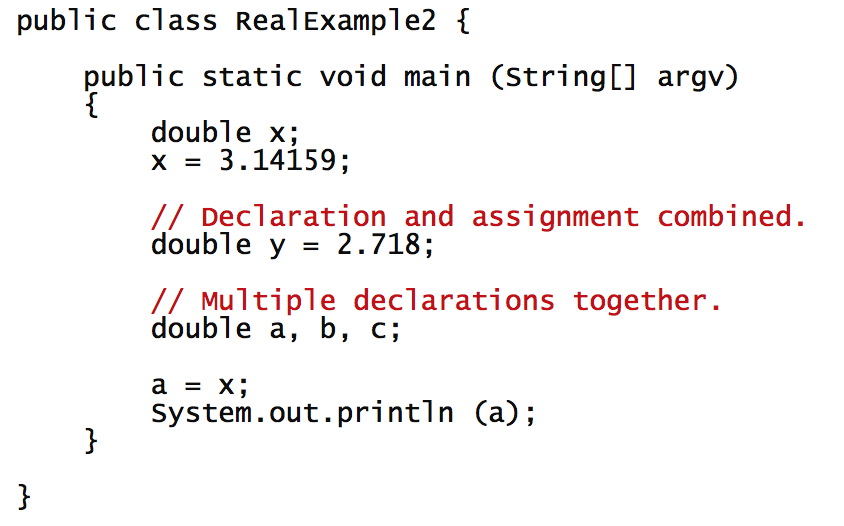 public class RealExample2 {
public static void main (String[] argv)
{
double x;
x = 3.14159;
// Declaration and assignment combined.
double y = 2.718;
// Multiple declarations together.
double a, b, c;
a = x;
System.out.println (a);
}
}